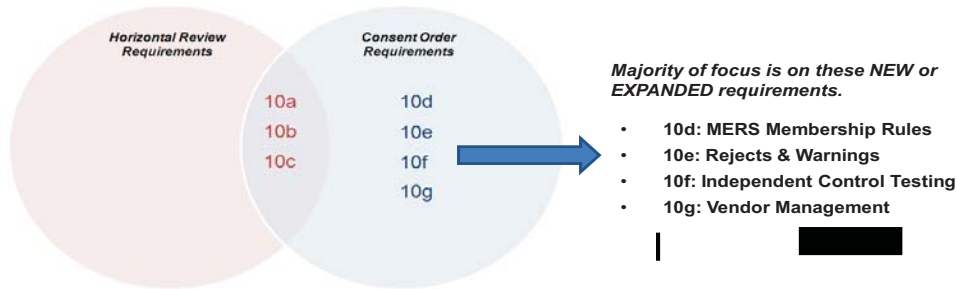 Horizontal Review
Requirements
Consent Order
Requirements
10a
10b
10c
10d
10e
10f
10g
Majority of focus is on these NEW or
EXPANDED requirements.
• 10d: MERS Membership Rules
• 10e: Rejects & Warnings
• 10f: Independent Control Testing
• 10g: Vendor Management